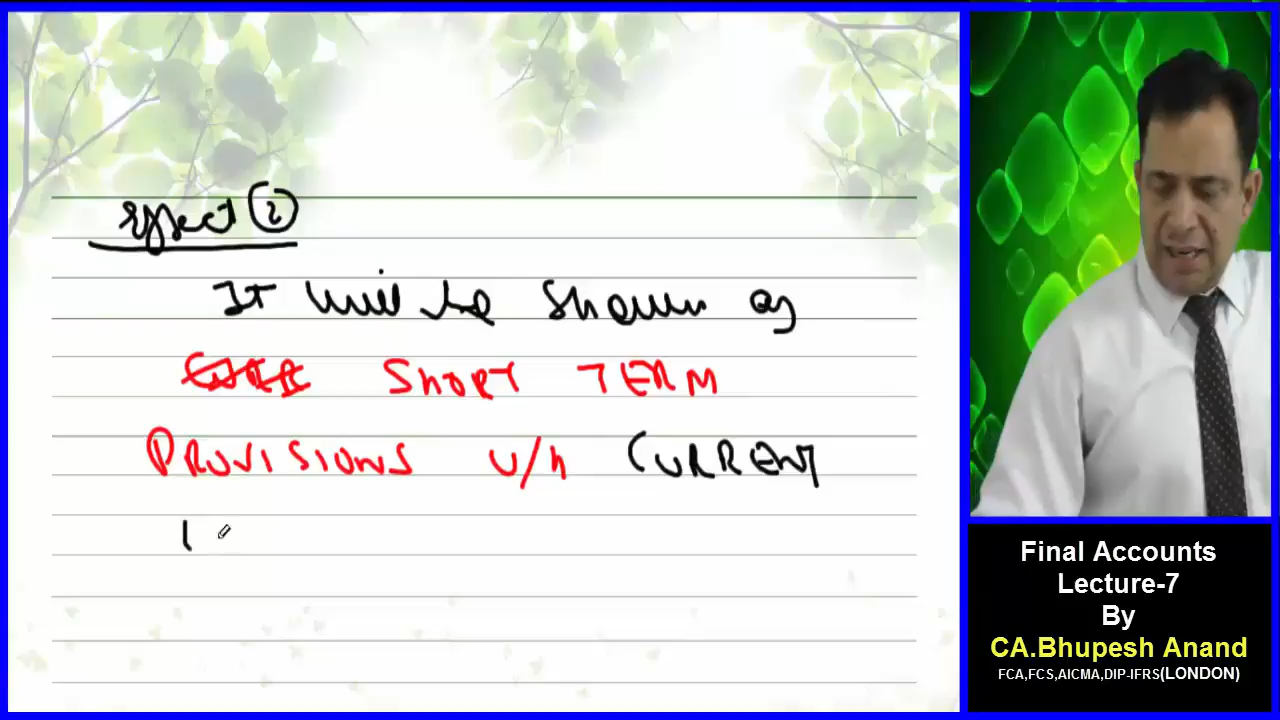 Effect (2)
It will be shown as
SHORT TERM
PROVISIONS u/h CURRENT
Final Accounts
Lecture-7
By
CA.Bhupesh Anand
FCA,FCS,AICMA,DIP-IFRS(LONDON)